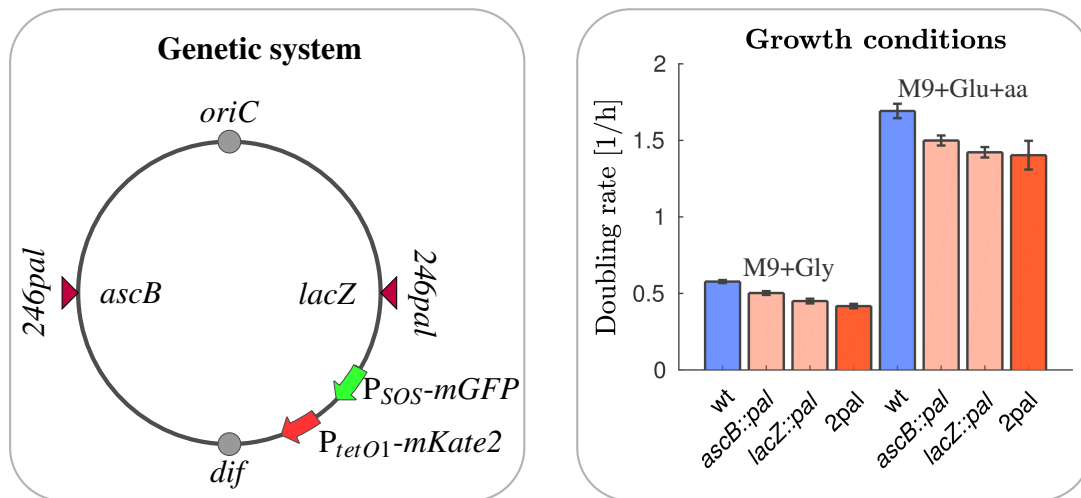 Genetic system
oriC
246pal
ascB
lacZ
246pal
P_SOS-mGFP
P_tetO1-mKate2
dif
Growth conditions
Doubling rate [1/h]
2
1.5
1
0.5
0
M9+Gly
M9+Glu+aa
wt
ascB::pal
lacZ::pal
2pal
wt
ascB::pal
lacZ::pal
2pal